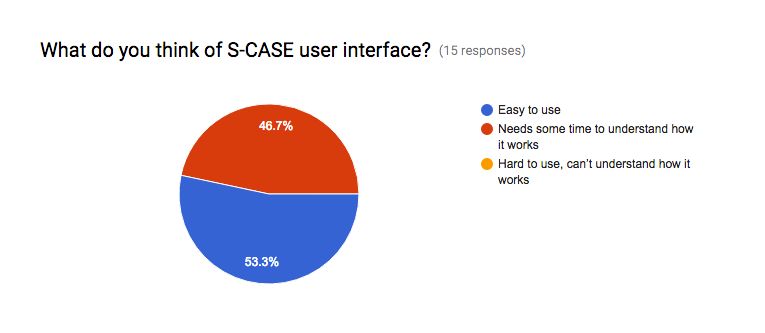 What do you think of S-CASE user interface? (15 responses)
46.7%
53.3%
Easy to use
Needs some time to understand how
it works
Hard to use, can't understand how it
works